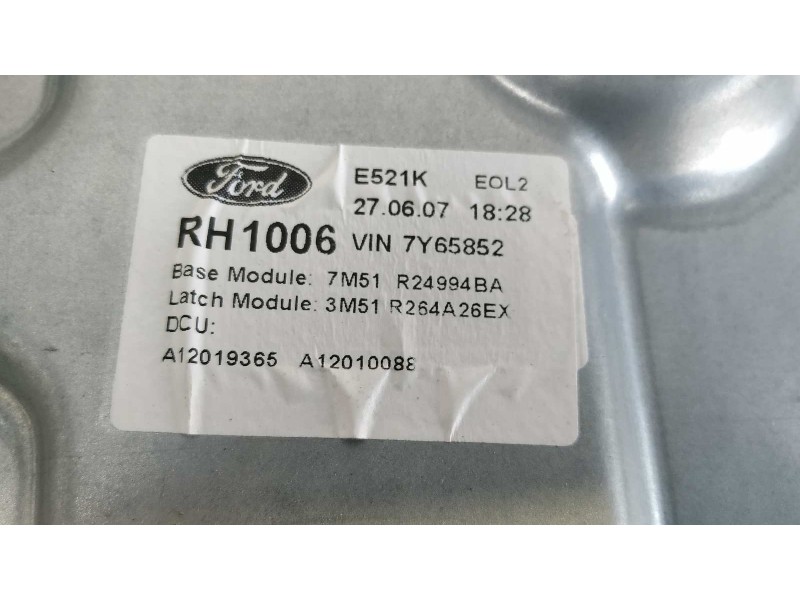 Ford
E521K EOL2
27.06.07 18:28
RH1006 VIN 7Y65852
Base Module: 7M51 R24994BA
Latch Module: 3M51 R264A26EX
DCU:
A12019365 A12010088